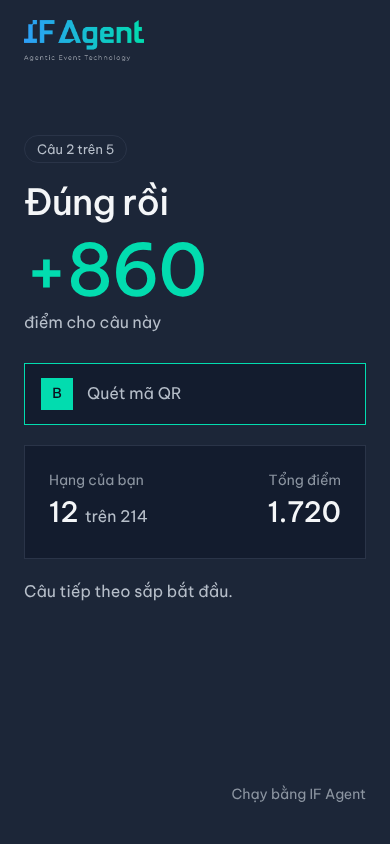 IF Agent
Agentic Event Technology
Câu 2 trên 5
Đúng rồi
+860
điểm cho câu này
B Quét mã QR
Hạng của bạn Tổng điểm
12 trên 214 1.720
Câu tiếp theo sắp bắt đầu.
Chạy bằng IF Agent